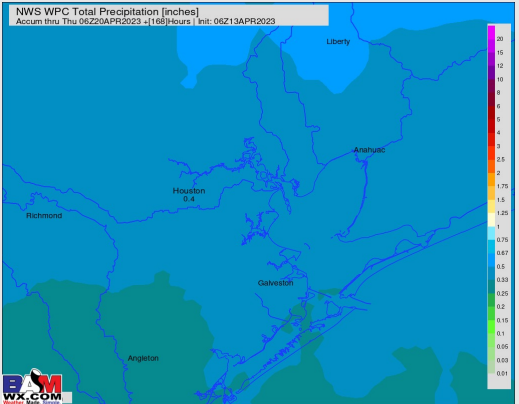 NWS WPC Total Precipitation [inches]
Accum thru Thu 06Z20APR2023 +[168]Hours | Init: 06Z13APR2023
Liberty
Anahuac
Houston
0.4
Richmond
Galveston
Angleton
20
15
12
10
8
6
5
4
3
2.5
2
1.75
1.5
1.25
1
0.75
0.67
0.5
0.33
0.25
0.2
0.15
0.1
0.05
0.03
0.01
BAM
WX.COM
Weather Made Simple